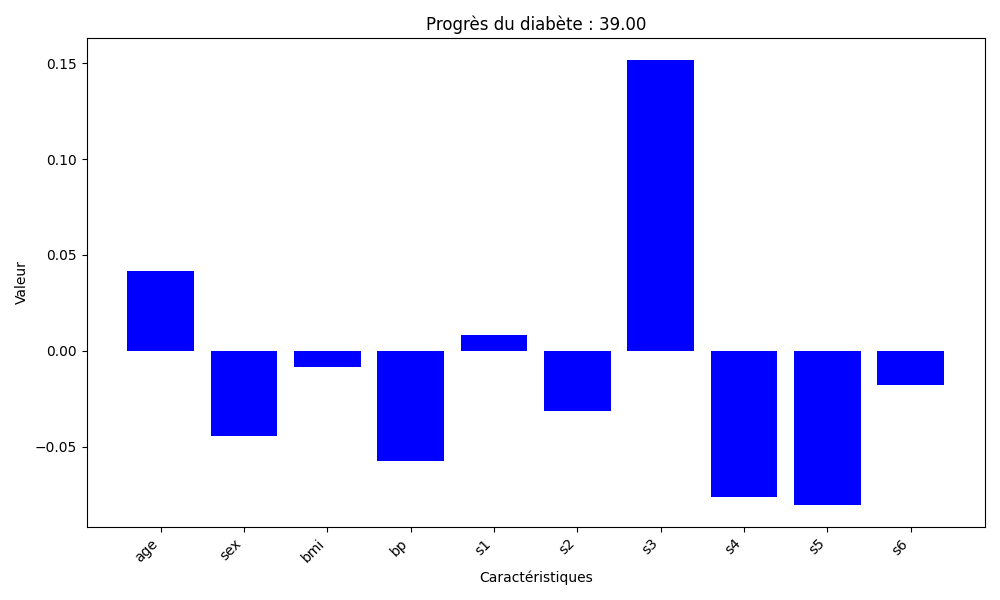 Progrès du diabète : 39.00
Valeur
0.15
0.10
0.05
0.00
−0.05
age
sex
bmi
bp
s1
s2
s3
s4
s5
s6
Caractéristiques